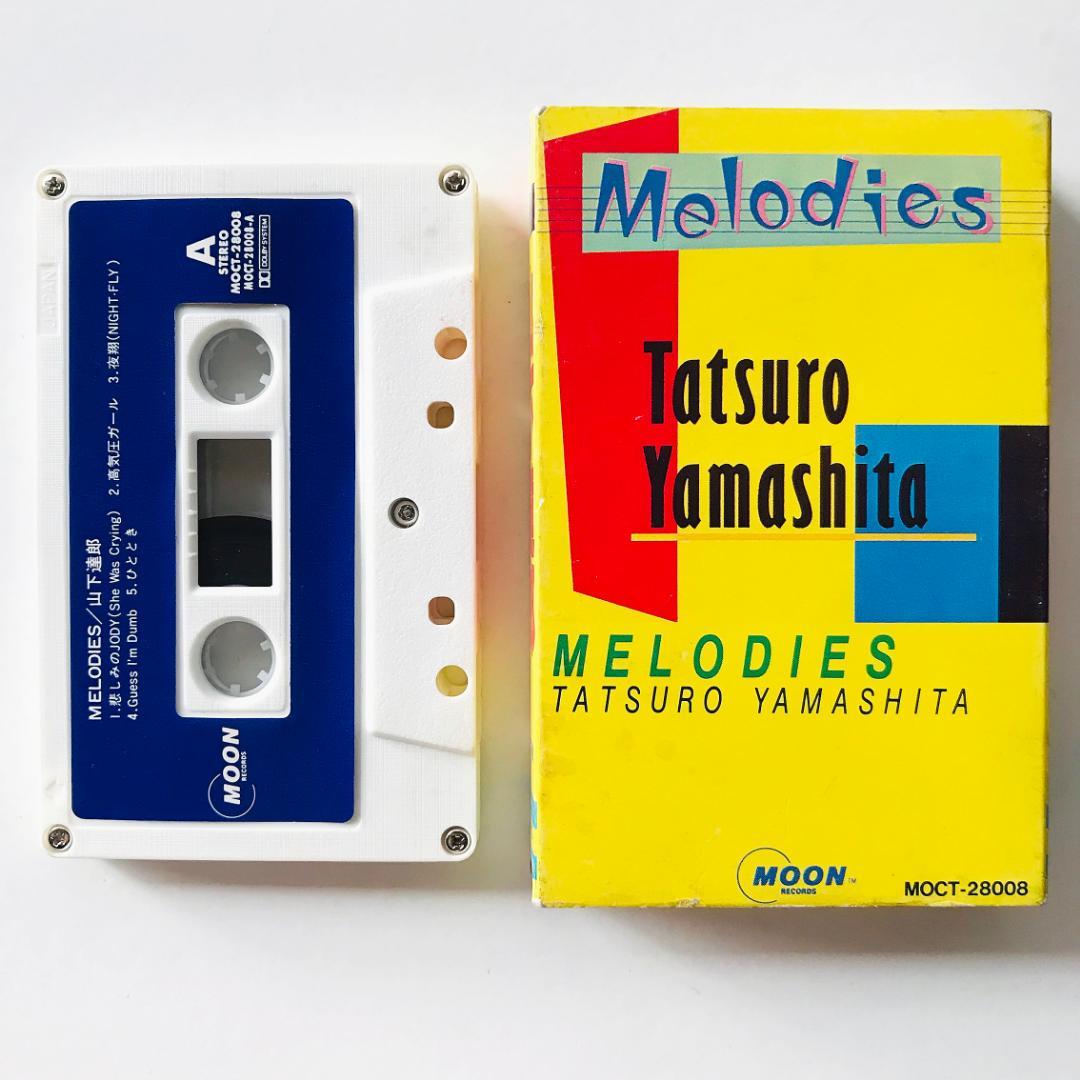 A
STEREO
MOCT-28008
MOCT-28008-A
DOLBY SYSTEM
MELODIES/山下達郎
1.悲しみのJODY(She Was Crying) 2.高気圧ガール 3.夜翔(NIGHT-FLY)
4.Guess I'm Dumb 5.ひととき
MOON
RECORDS
JAPAN
Melodies
Tatsuro
Yamashita
MELODIES
TATSURO YAMASHITA
MOON TM
RECORDS
MOCT-28008